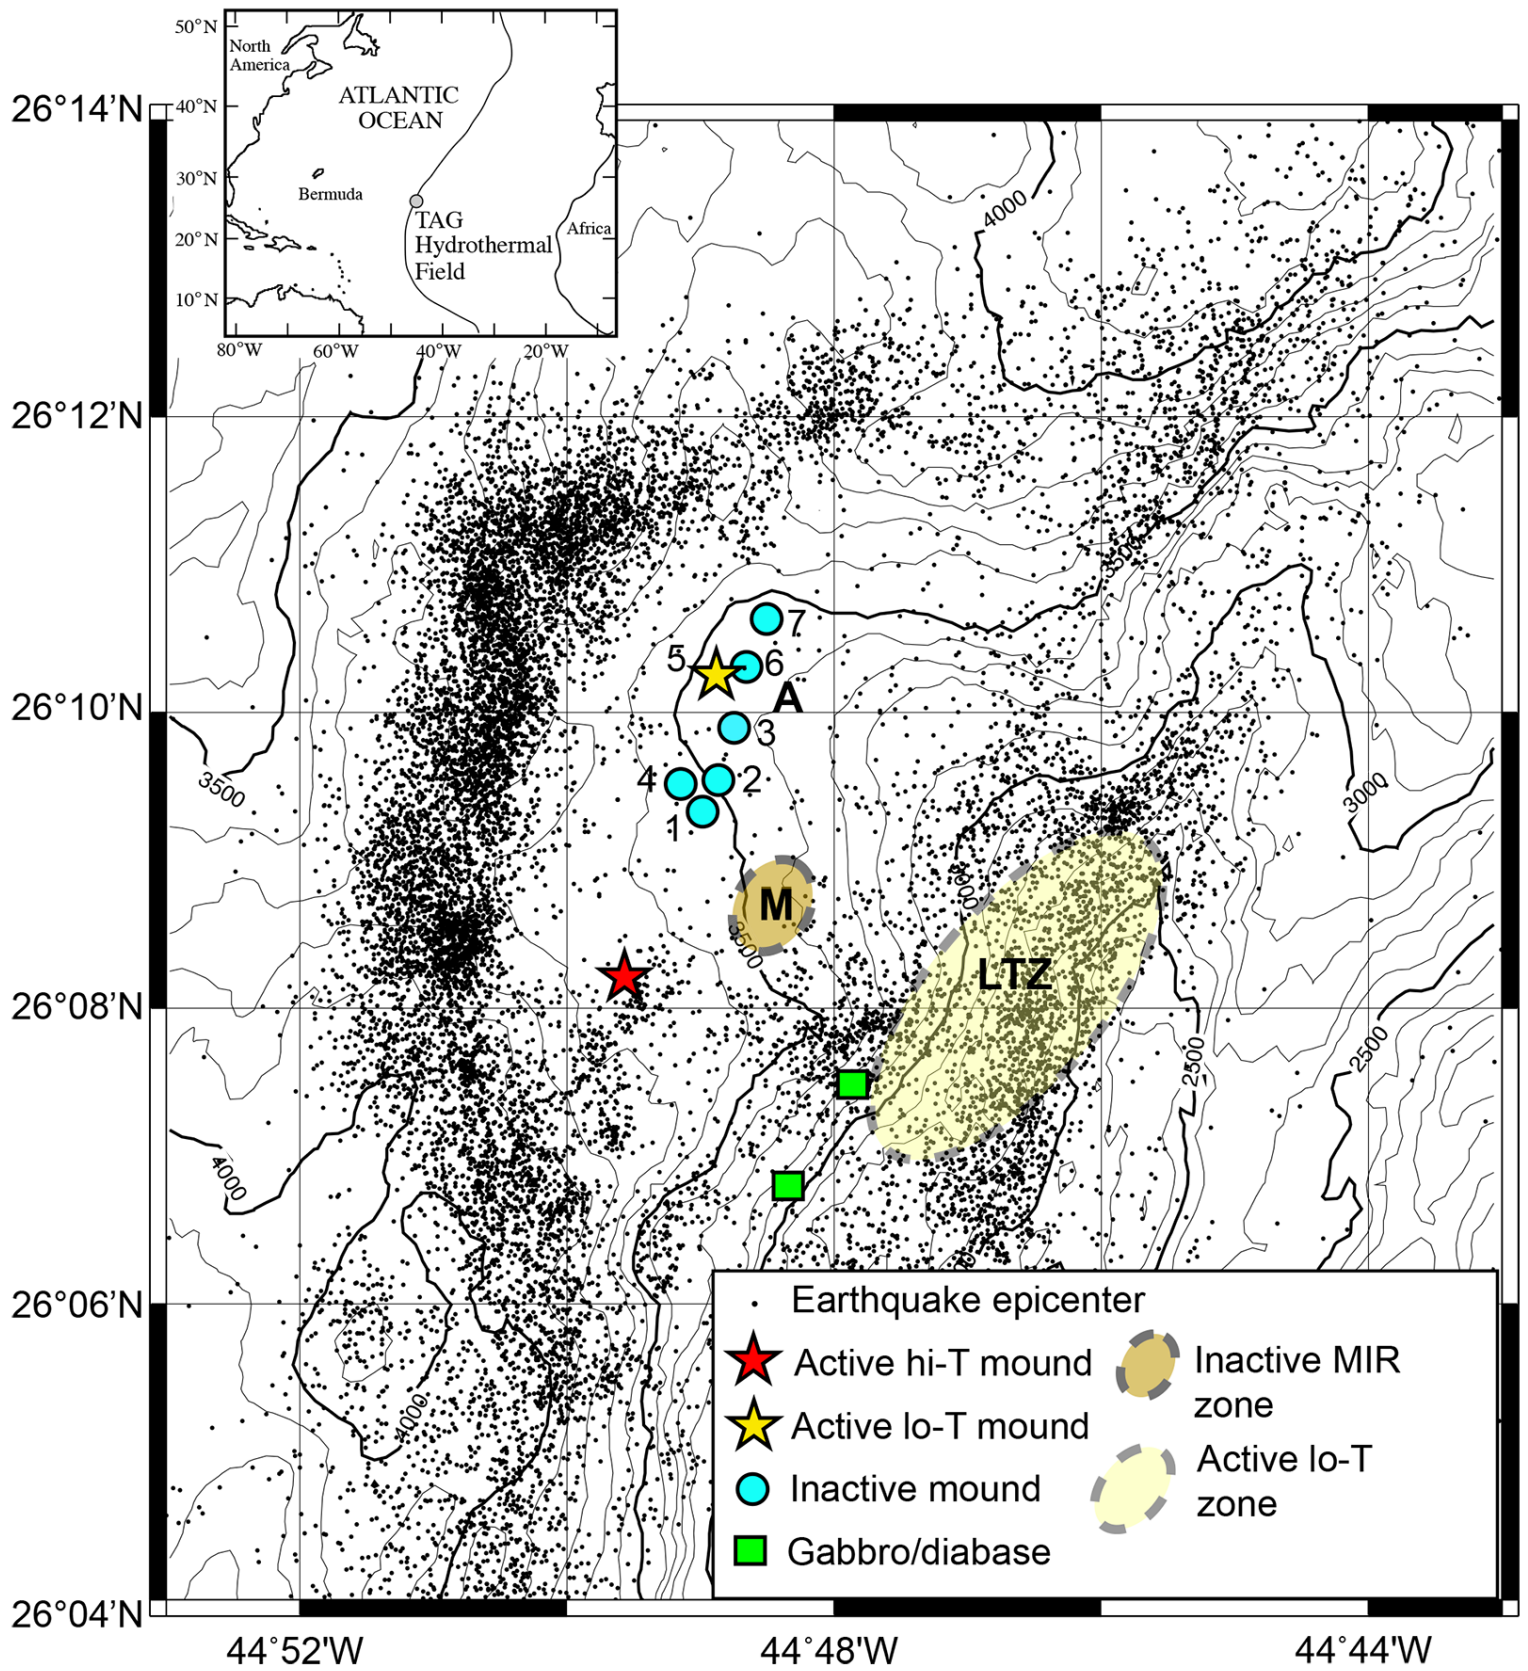 50°N
North
America
ATLANTIC
OCEAN
40°N
30°N
Bermuda
TAG
Hydrothermal
Field
Africa
20°N
10°N
80°W 60°W 40°W 20°W
26°14'N
4000
26°12'N
3500
7
5 6
A
26°10'N
3
3500
4 2
3000
1
3000
M
3500
LTZ
26°08'N
2500
2500
4000
00
26°06'N
4000
Earthquake epicenter
Active hi-T mound
Active lo-T mound
Inactive mound
Gabbro/diabase
Inactive MIR
zone
Active lo-T
zone
26°04'N
44°52'W 44°48'W 44°44'W